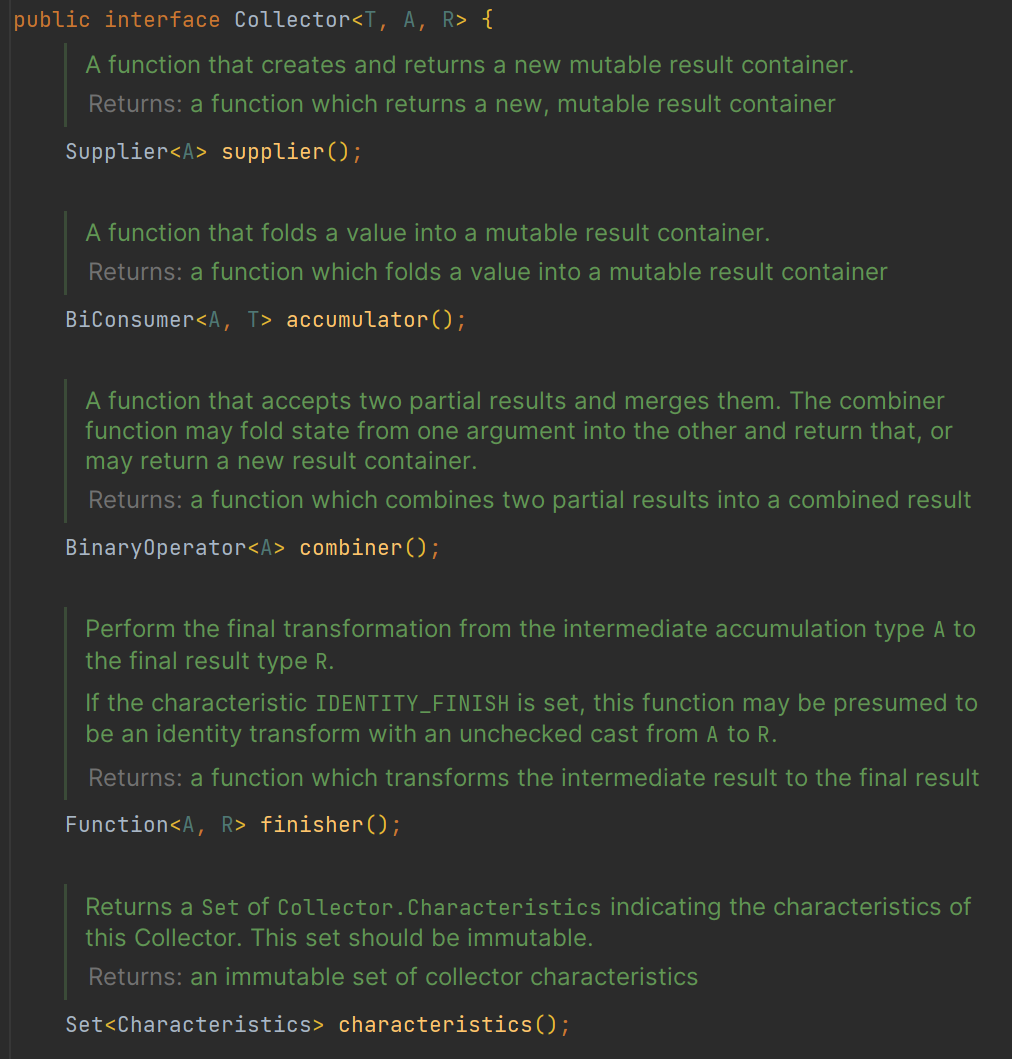 public interface Collector<T, A, R> {
A function that creates and returns a new mutable result container.
Returns: a function which returns a new, mutable result container
Supplier<A> supplier();
A function that folds a value into a mutable result container.
Returns: a function which folds a value into a mutable result container
BiConsumer<A, T> accumulator();
A function that accepts two partial results and merges them. The combiner
function may fold state from one argument into the other and return that, or
may return a new result container.
Returns: a function which combines two partial results into a combined result
BinaryOperator<A> combiner();
Perform the final transformation from the intermediate accumulation type A to
the final result type R.
If the characteristic IDENTITY_FINISH is set, this function may be presumed to
be an identity transform with an unchecked cast from A to R.
Returns: a function which transforms the intermediate result to the final result
Function<A, R> finisher();
Returns a Set of Collector.Characteristics indicating the characteristics of
this Collector. This set should be immutable.
Returns: an immutable set of collector characteristics
Set<Characteristics> characteristics();